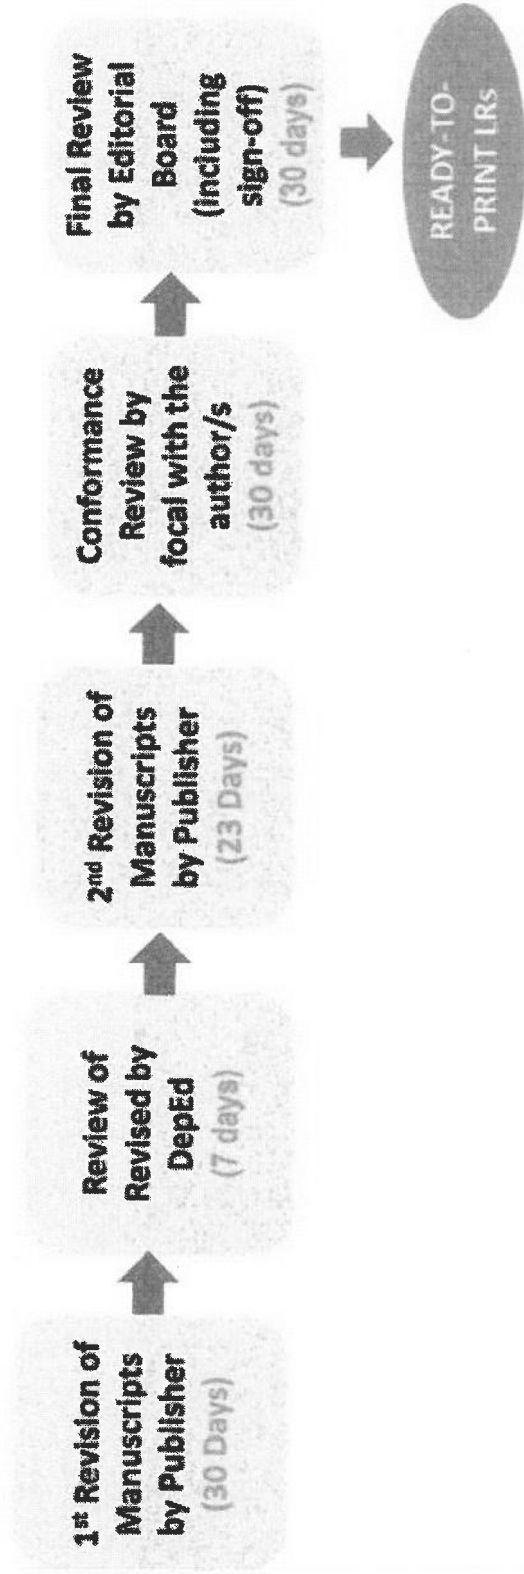 1st Revision of
Manuscripts
by Publisher
(30 Days)
Review of
Revised by
DepEd
(7 days)
2nd Revision of
Manuscripts
by Publisher
(23 Days)
Conformance
Review by
focal with the
author/s
(30 days)
Final Review
by Editorial
Board
(including
sign-off)
(30 days)
READY-TO-
PRINT LRs